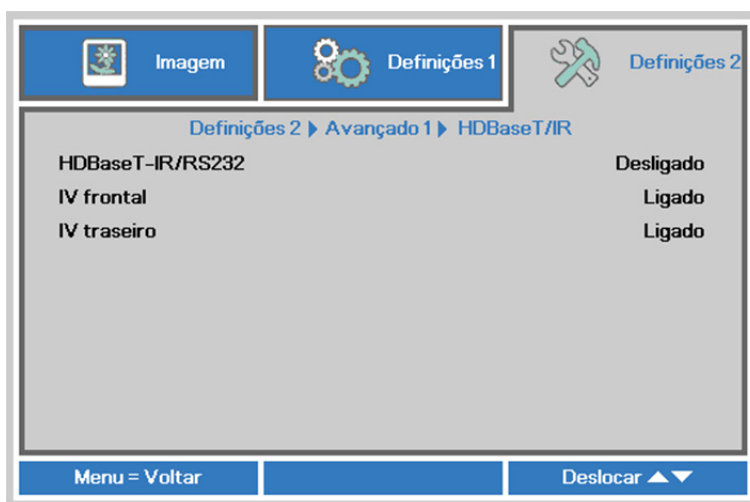 Imagem Definições 1 Definições 2
Definições 2 ▶ Avançado 1 ▶ HDBaseT/IR
HDBaseT-IR/RS232 Desligado
IV frontal Ligado
IV traseiro Ligado
Menu = Voltar Deslocar ▲▼